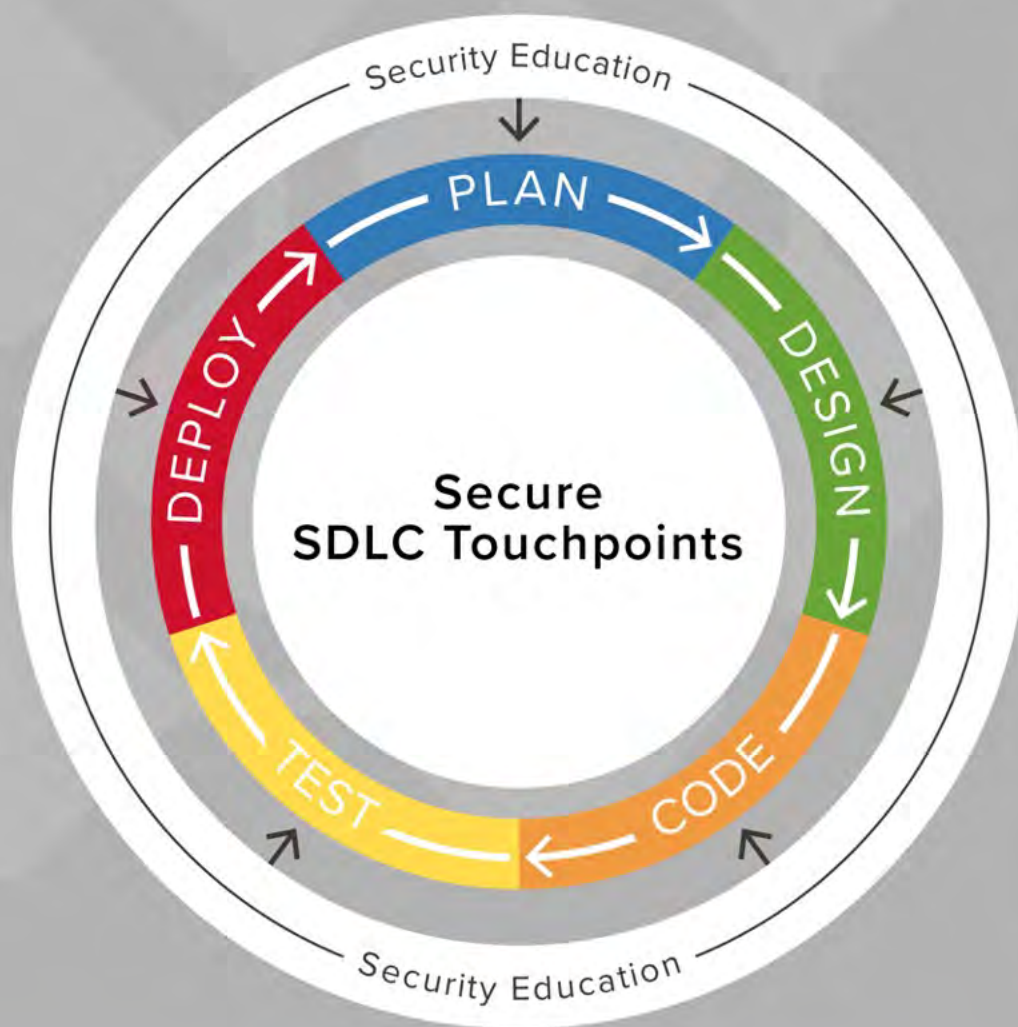 Security Education
PLAN
DESIGN
CODE
TEST
DEPLOY
Secure
SDLC Touchpoints
Security Education